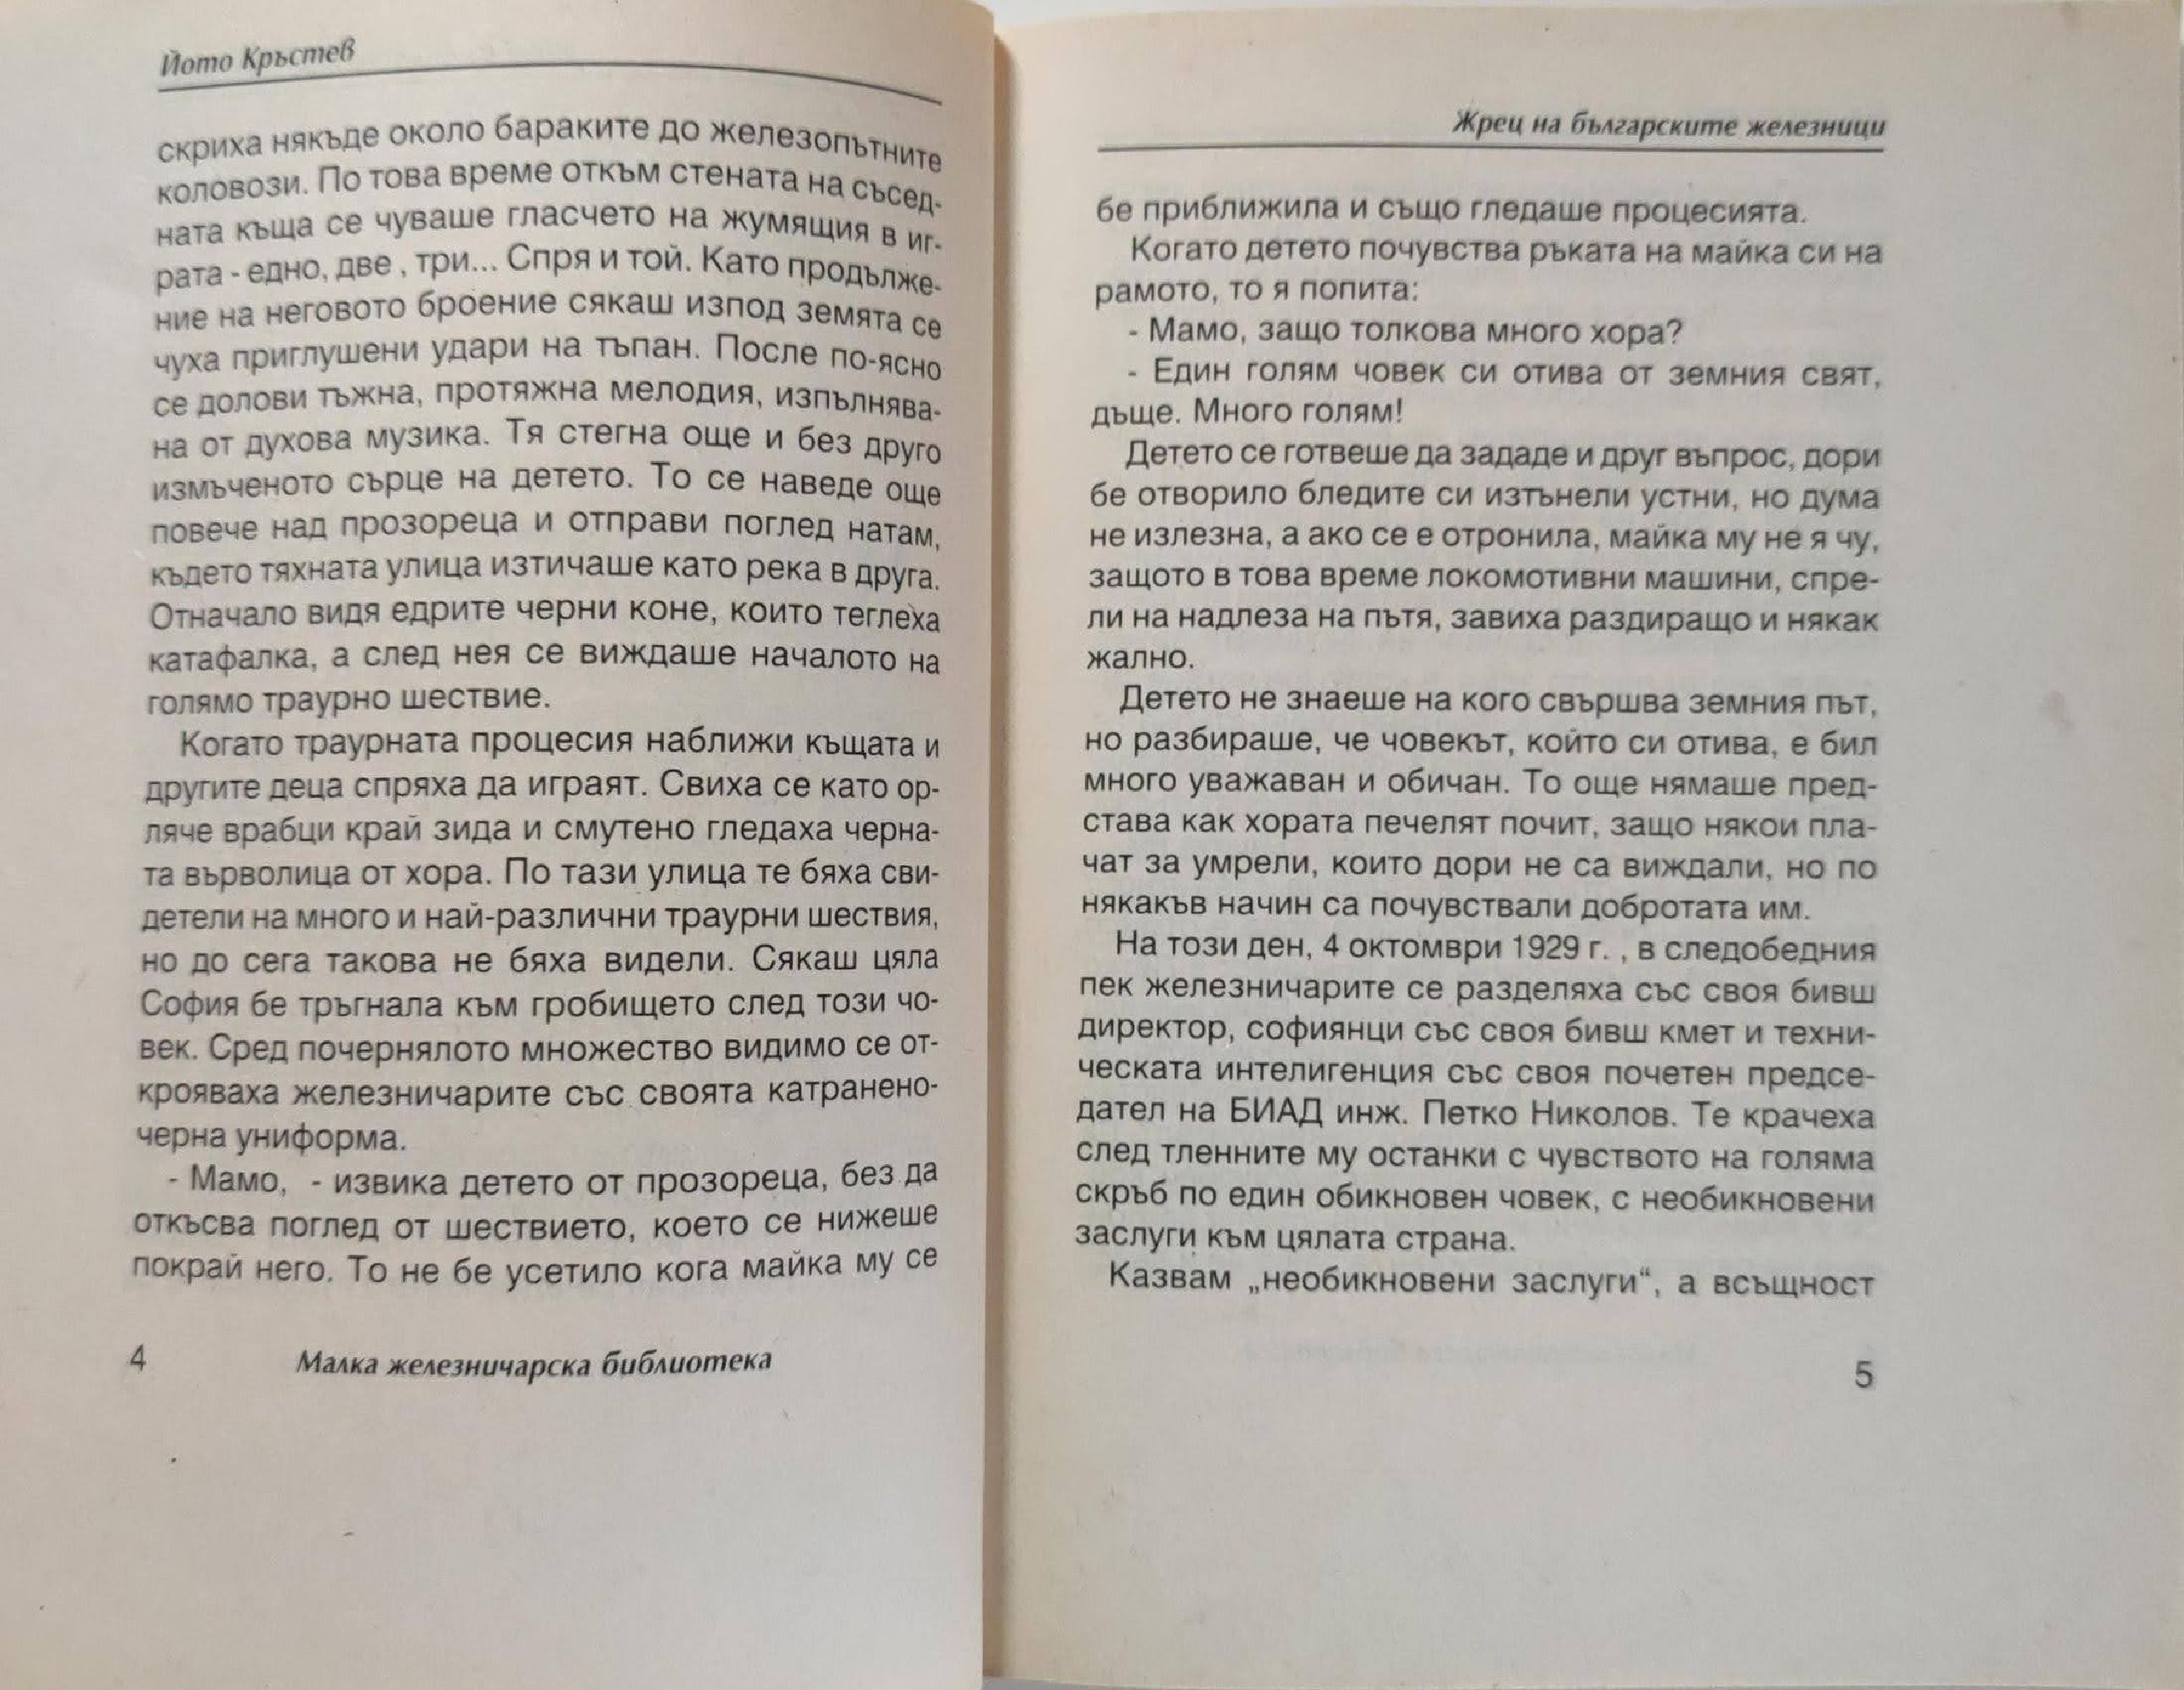 Йото Кръстев
скриха някъде около бараките до железопътните
коловози. По това време откъм стената на съсед-
ната къща се чуваше гласчето на жумящия в иг-
рата - едно, две , три... Спря и той. Като продълже-
ние на неговото броение сякаш изпод земята се
чуха приглушени удари на тъпан. После по-ясно
се долови тъжна, протяжна мелодия, изпълнява-
на от духова музика. Тя стегна още и без друго
измъченото сърце на детето. То се наведе още
повече над прозореца и отправи поглед натам,
където тяхната улица изтичаше като река в друга.
Отначало видя едрите черни коне, които теглеха
катафалка, а след нея се виждаше началото на
голямо траурно шествие.
Когато траурната процесия наближи къщата и
другите деца спряха да играят. Свиха се като ор-
ляче врабци край зида и смутено гледаха черна-
та върволица от хора. По тази улица те бяха сви-
детели на много и най-различни траурни шествия,
но до сега такова не бяха видели. Сякаш цяла
София бе тръгнала към гробището след този чо-
век. Сред почернялото множество видимо се от-
крояваха железничарите със своята катранено-
черна униформа.
- Мамо, - извика детето от прозореца, без да
откъсва поглед от шествието, което се нижеше
покрай него. То не бе усетило кога майка му се
4
Малка железничарска библиотека
Жрец на българските железници
бе приближила и също гледаше процесията.
Когато детето почувства ръката на майка си на
рамото, то я попита:
- Мамо, защо толкова много хора?
- Един голям човек си отива от земния свят,
дъще. Много голям!
Детето се готвеше да зададе и друг въпрос, дори
бе отворило бледите си изтънели устни, но дума
не излезна, а ако се е отронила, майка му не я чу,
защото в това време локомотивни машини, спре-
ли на надлеза на пътя, завиха раздиращо и някак
жално.
Детето не знаеше на кого свършва земния път,
но разбираше, че човекът, който си отива, е бил
много уважаван и обичан. То още нямаше пред-
става как хората печелят почит, защо някои пла-
чат за умрели, които дори не са виждали, но по
някакъв начин са почувствали добротата им.
На този ден, 4 октомври 1929 г. , в следобедния
пек железничарите се разделяха със своя бивш
директор, софиянци със своя бивш кмет и техни-
ческата интелигенция със своя почетен предсе-
дател на БИАД инж. Петко Николов. Те крачеха
след тленните му останки с чувството на голяма
скръб по един обикновен човек, с необикновени
заслуги към цялата страна.
Казвам „необикновени заслуги“, а всъщност
5